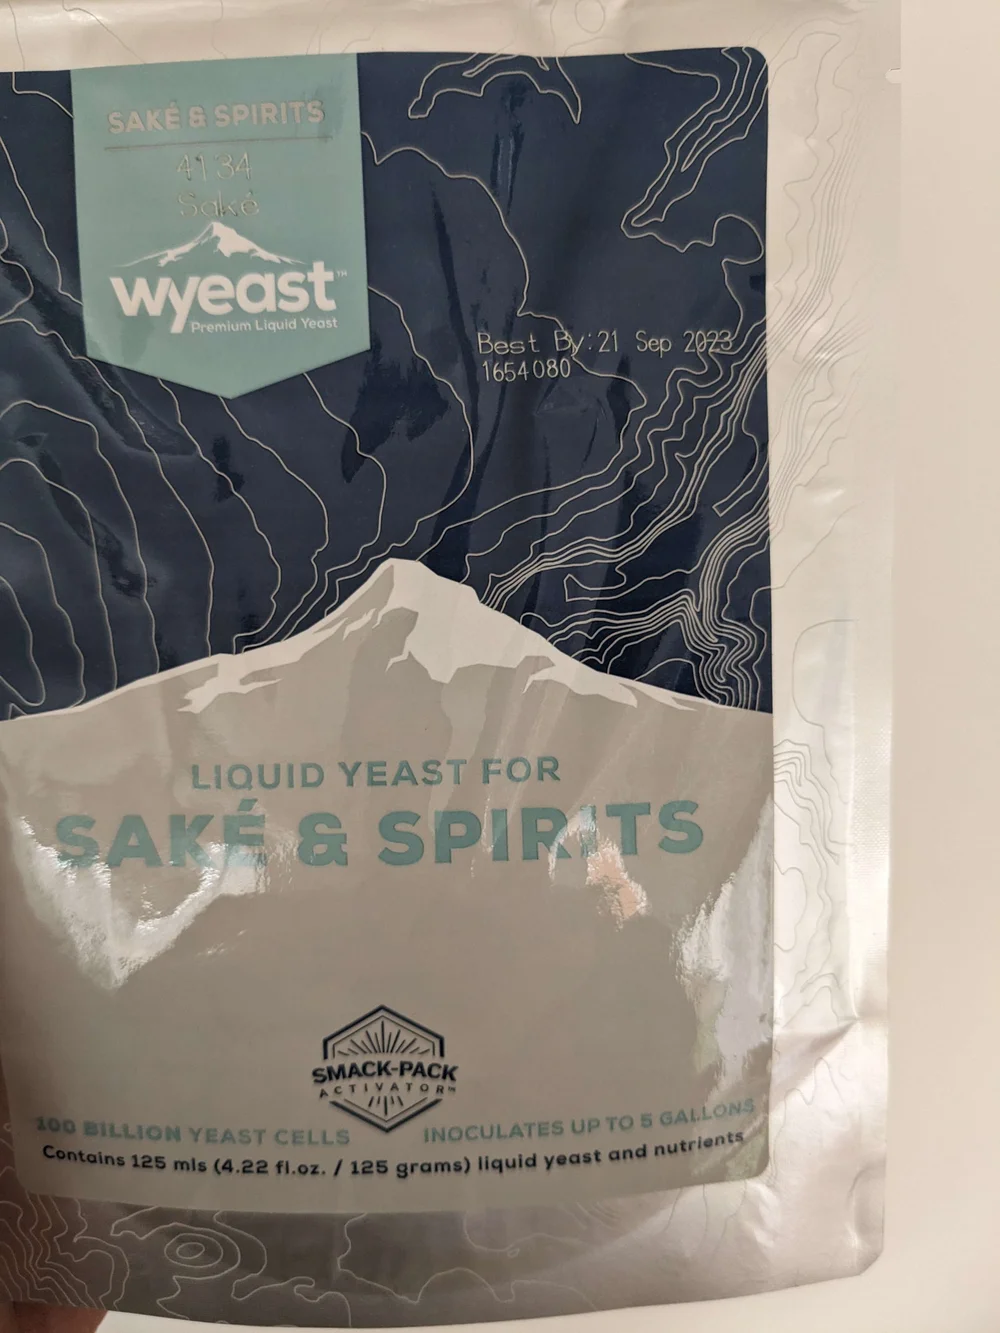 SAKÉ & SPIRITS
4134
Saké
wyeast™
Premium Liquid Yeast
Best By:21 Sep 2023
1654080
LIQUID YEAST FOR
SAKÉ & SPIRITS
SMACK-PACK
ACTIVATOR™
100 BILLION YEAST CELLS
INOCULATES UP TO 5 GALLONS
Contains 125 mls (4.22 fl.oz. / 125 grams) liquid yeast and nutrients